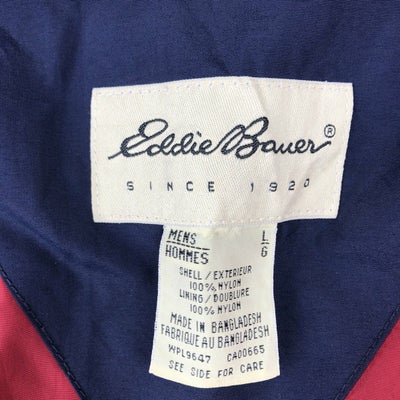 Eddie Bauer®
SINCE 1920
MENS L
HOMMES G
SHELL / EXTERIEUR
100% NYLON
LINING / DOUBLURE
100% NYLON
MADE IN BANGLADESH
FABRIQUE AU BANGLADESH
WPL9647 CA00665
SEE SIDE FOR CARE